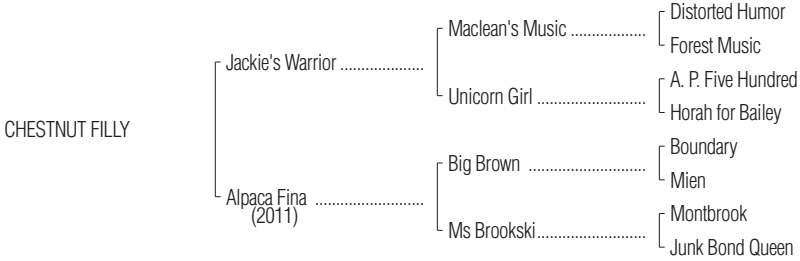 Distorted Humor
Maclean's Music ..................
Forest Music
Jackie's Warrior ....................
A. P. Five Hundred
Unicorn Girl ..........................
Horah for Bailey
CHESTNUT FILLY
Boundary
Big Brown ............................
Mien
Alpaca Fina ..........................
(2011)
Montbrook
Ms Brookski..........................
Junk Bond Queen